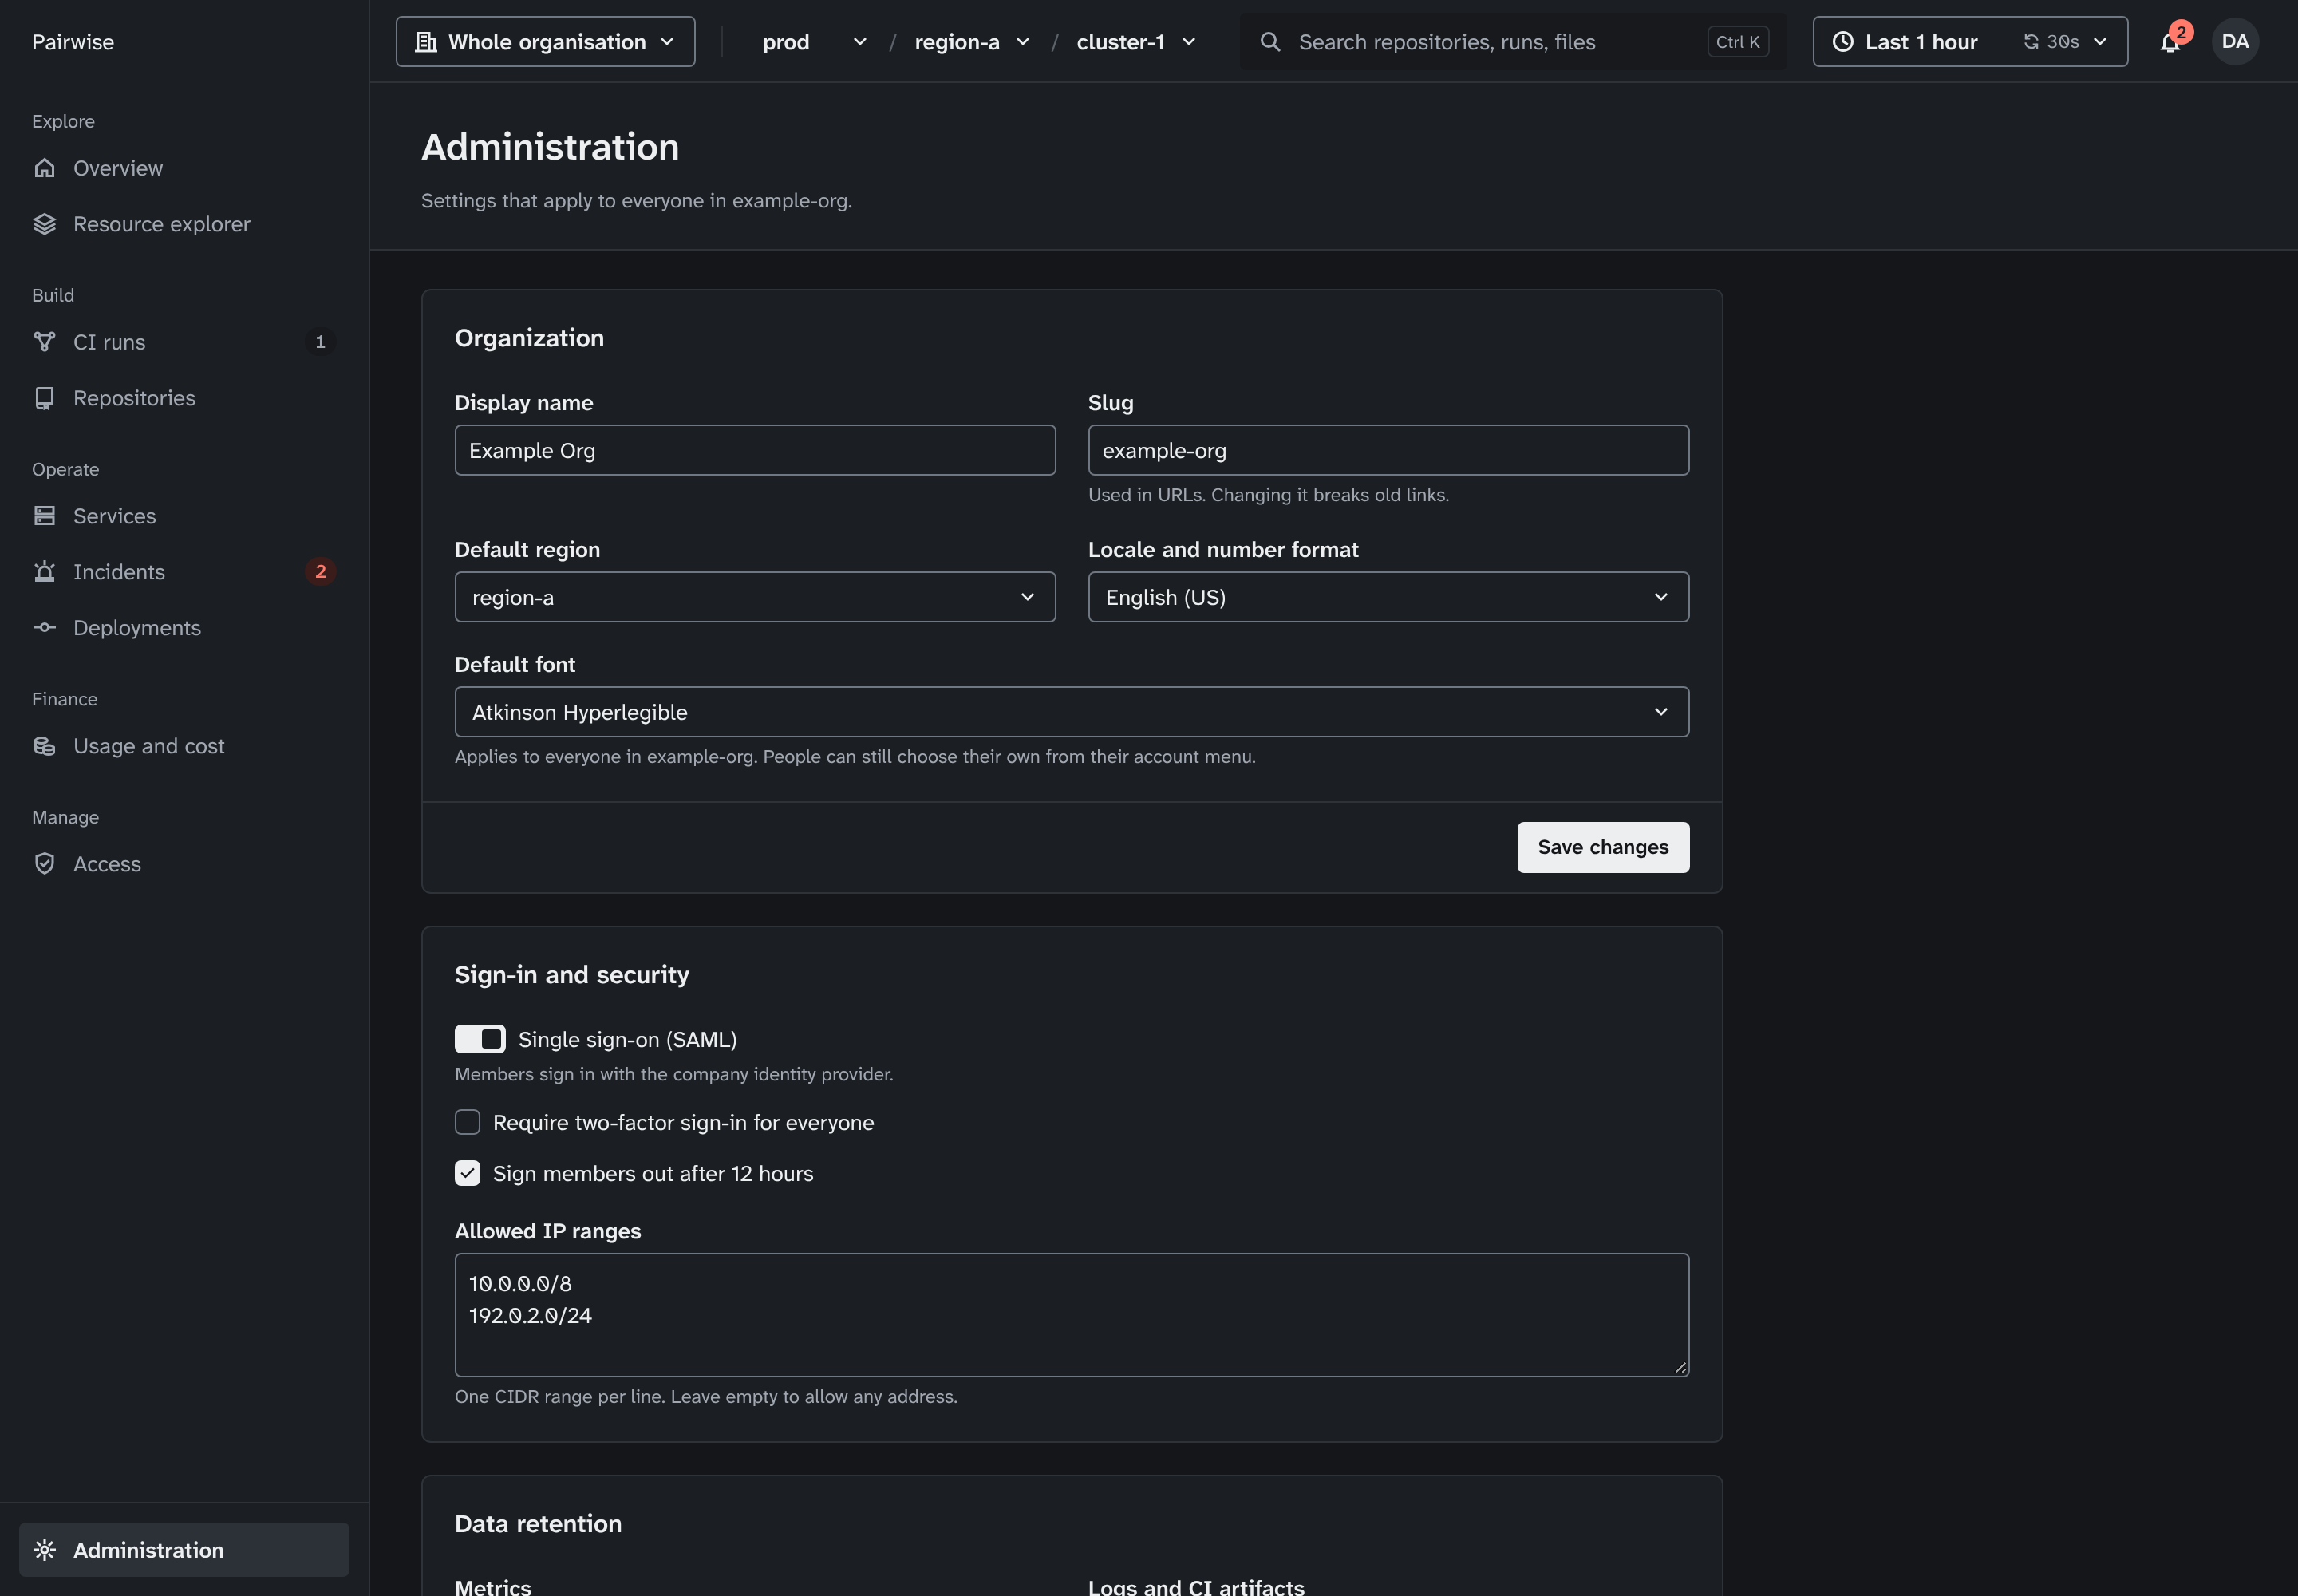 Pairwise
Whole organisation
prod / region-a / cluster-1
Search repositories, runs, files
Ctrl K
Last 1 hour
30s
2
DA
Explore
Overview
Resource explorer
Build
CI runs
1
Repositories
Operate
Services
Incidents
2
Deployments
Finance
Usage and cost
Manage
Access
Administration
Administration
Settings that apply to everyone in example-org.
Organization
Display name
Example Org
Slug
example-org
Used in URLs. Changing it breaks old links.
Default region
region-a
Locale and number format
English (US)
Default font
Atkinson Hyperlegible
Applies to everyone in example-org. People can still choose their own from their account menu.
Save changes
Sign-in and security
Single sign-on (SAML)
Members sign in with the company identity provider.
Require two-factor sign-in for everyone
Sign members out after 12 hours
Allowed IP ranges
10.0.0.0/8
192.0.2.0/24
One CIDR range per line. Leave empty to allow any address.
Data retention
Metrics
Logs and CI artifacts